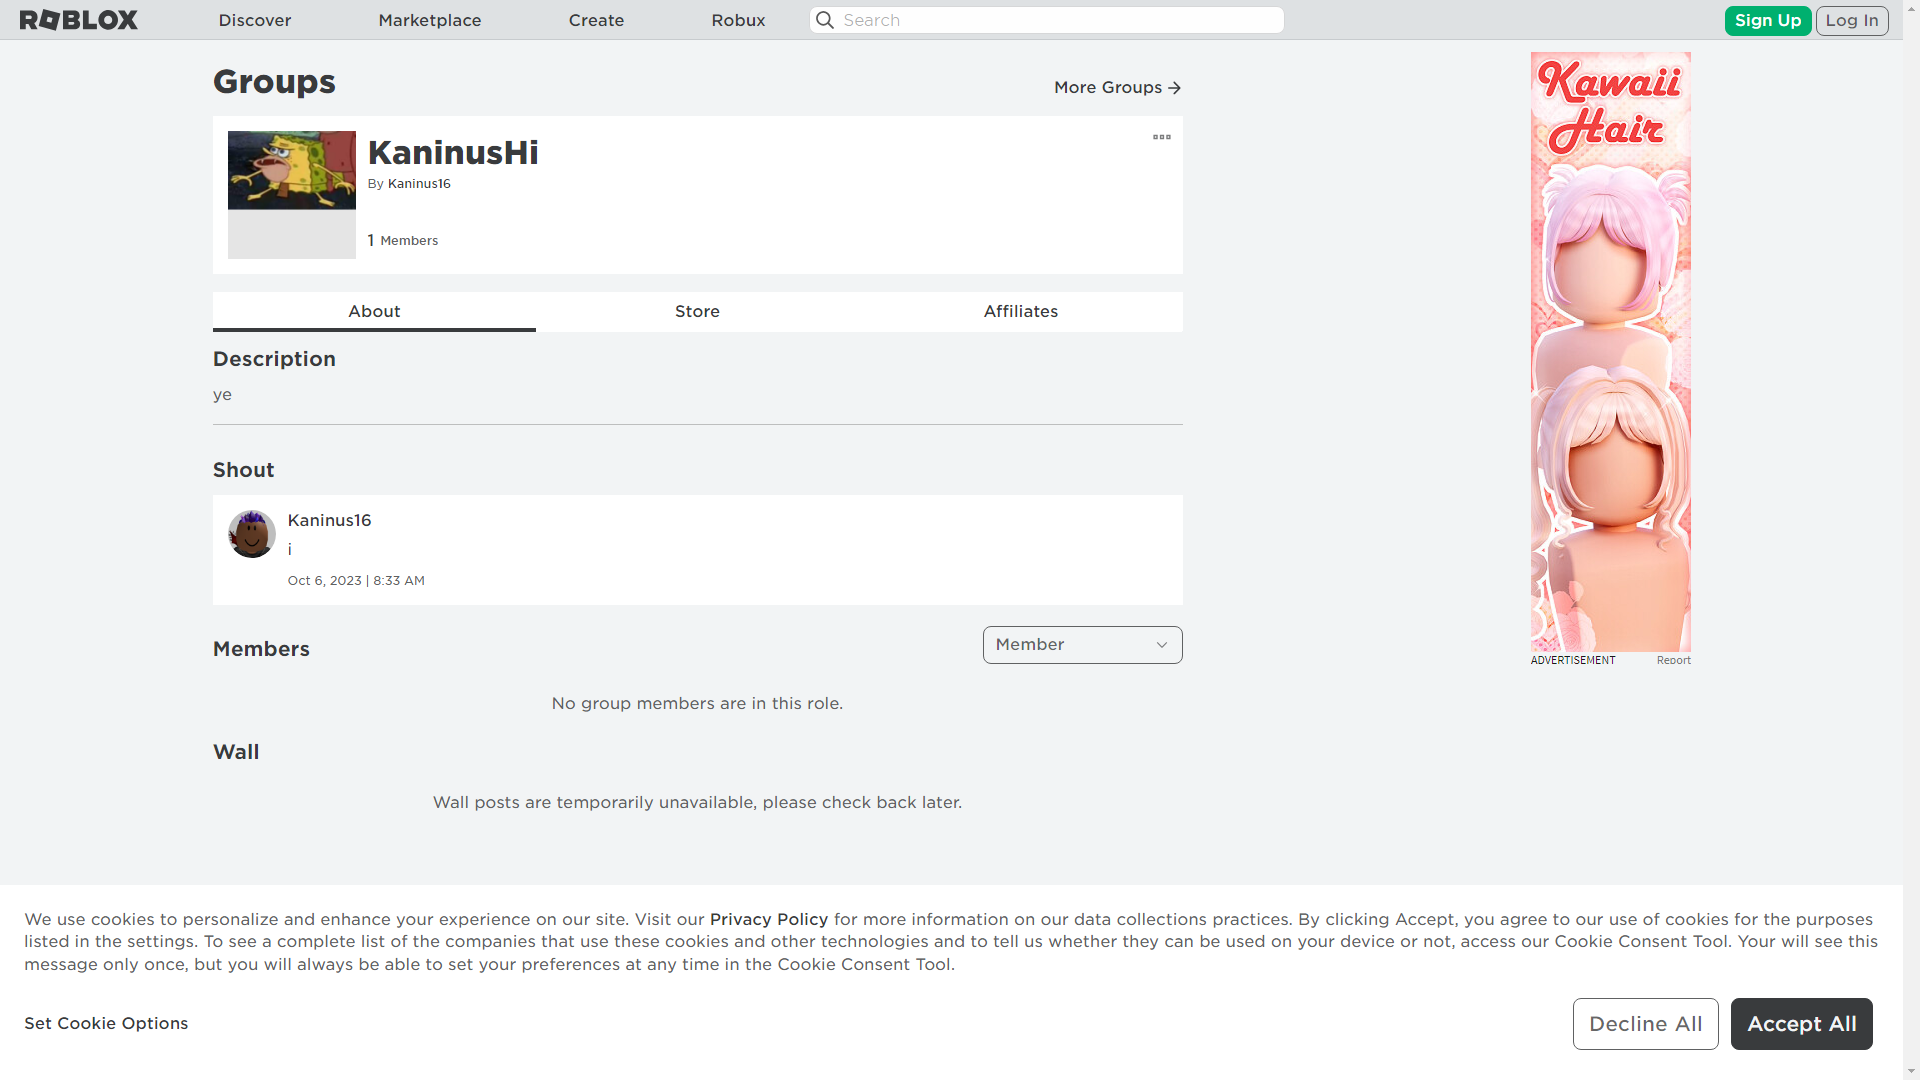 ROBLOX
Discover
Marketplace
Create
Robux
Search
Sign Up
Log In
Groups
More Groups
KaninusHi
By Kaninus16
1 Members
About
Store
Affiliates
Description
ye
Shout
Kaninus16
i
Oct 6, 2023 | 8:33 AM
Members
Member
No group members are in this role.
Wall
Wall posts are temporarily unavailable, please check back later.
Kawaii
Hair
ADVERTISEMENT
Report
We use cookies to personalize and enhance your experience on our site. Visit our Privacy Policy for more information on our data collections practices. By clicking Accept, you agree to our use of cookies for the purposes
listed in the settings. To see a complete list of the companies that use these cookies and other technologies and to tell us whether they can be used on your device or not, access our Cookie Consent Tool. Your will see this
message only once, but you will always be able to set your preferences at any time in the Cookie Consent Tool.
Set Cookie Options
Decline All
Accept All